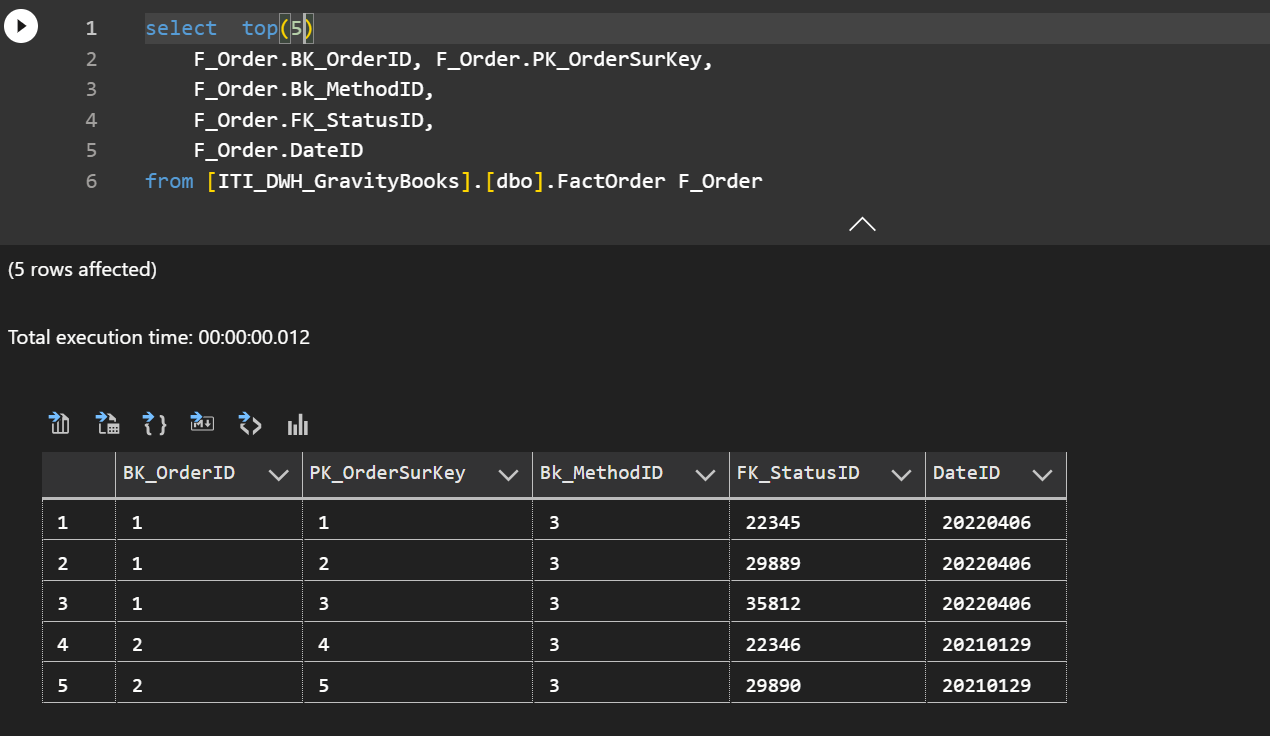 1 select  top(5)
2     F_Order.BK_OrderID, F_Order.PK_OrderSurKey,
3     F_Order.Bk_MethodID,
4     F_Order.FK_StatusID,
5     F_Order.DateID
6 from [ITI_DWH_GravityBooks].[dbo].FactOrder F_Order
(5 rows affected)
Total execution time: 00:00:00.012
BK_OrderID PK_OrderSurKey Bk_MethodID FK_StatusID DateID
1 1 1 3 22345 20220406
2 1 2 3 29889 20220406
3 1 3 3 35812 20220406
4 2 4 3 22346 20210129
5 2 5 3 29890 20210129